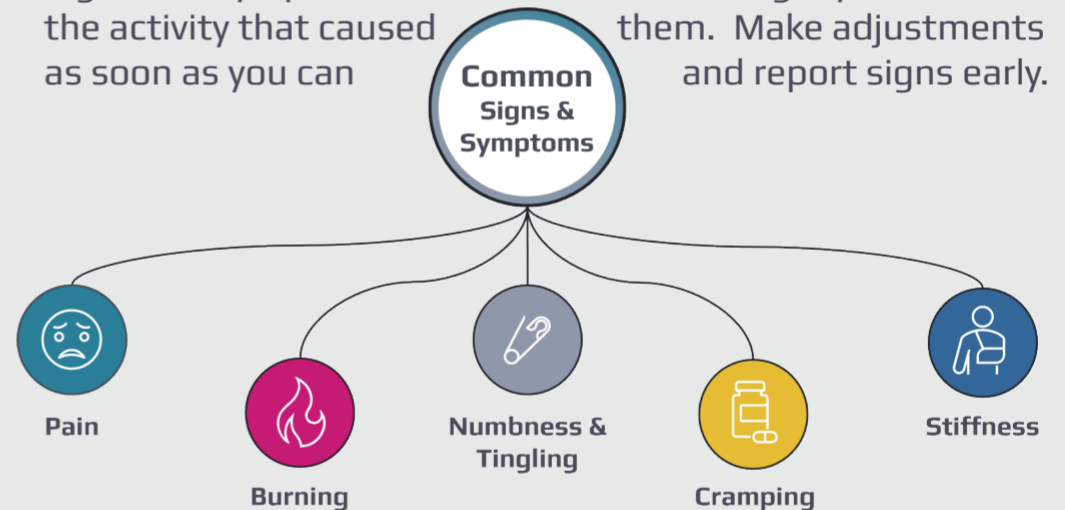 the activity that caused them. Make adjustments
as soon as you can and report signs early.
Common
Signs &
Symptoms
Pain
Burning
Numbness &
Tingling
Cramping
Stiffness